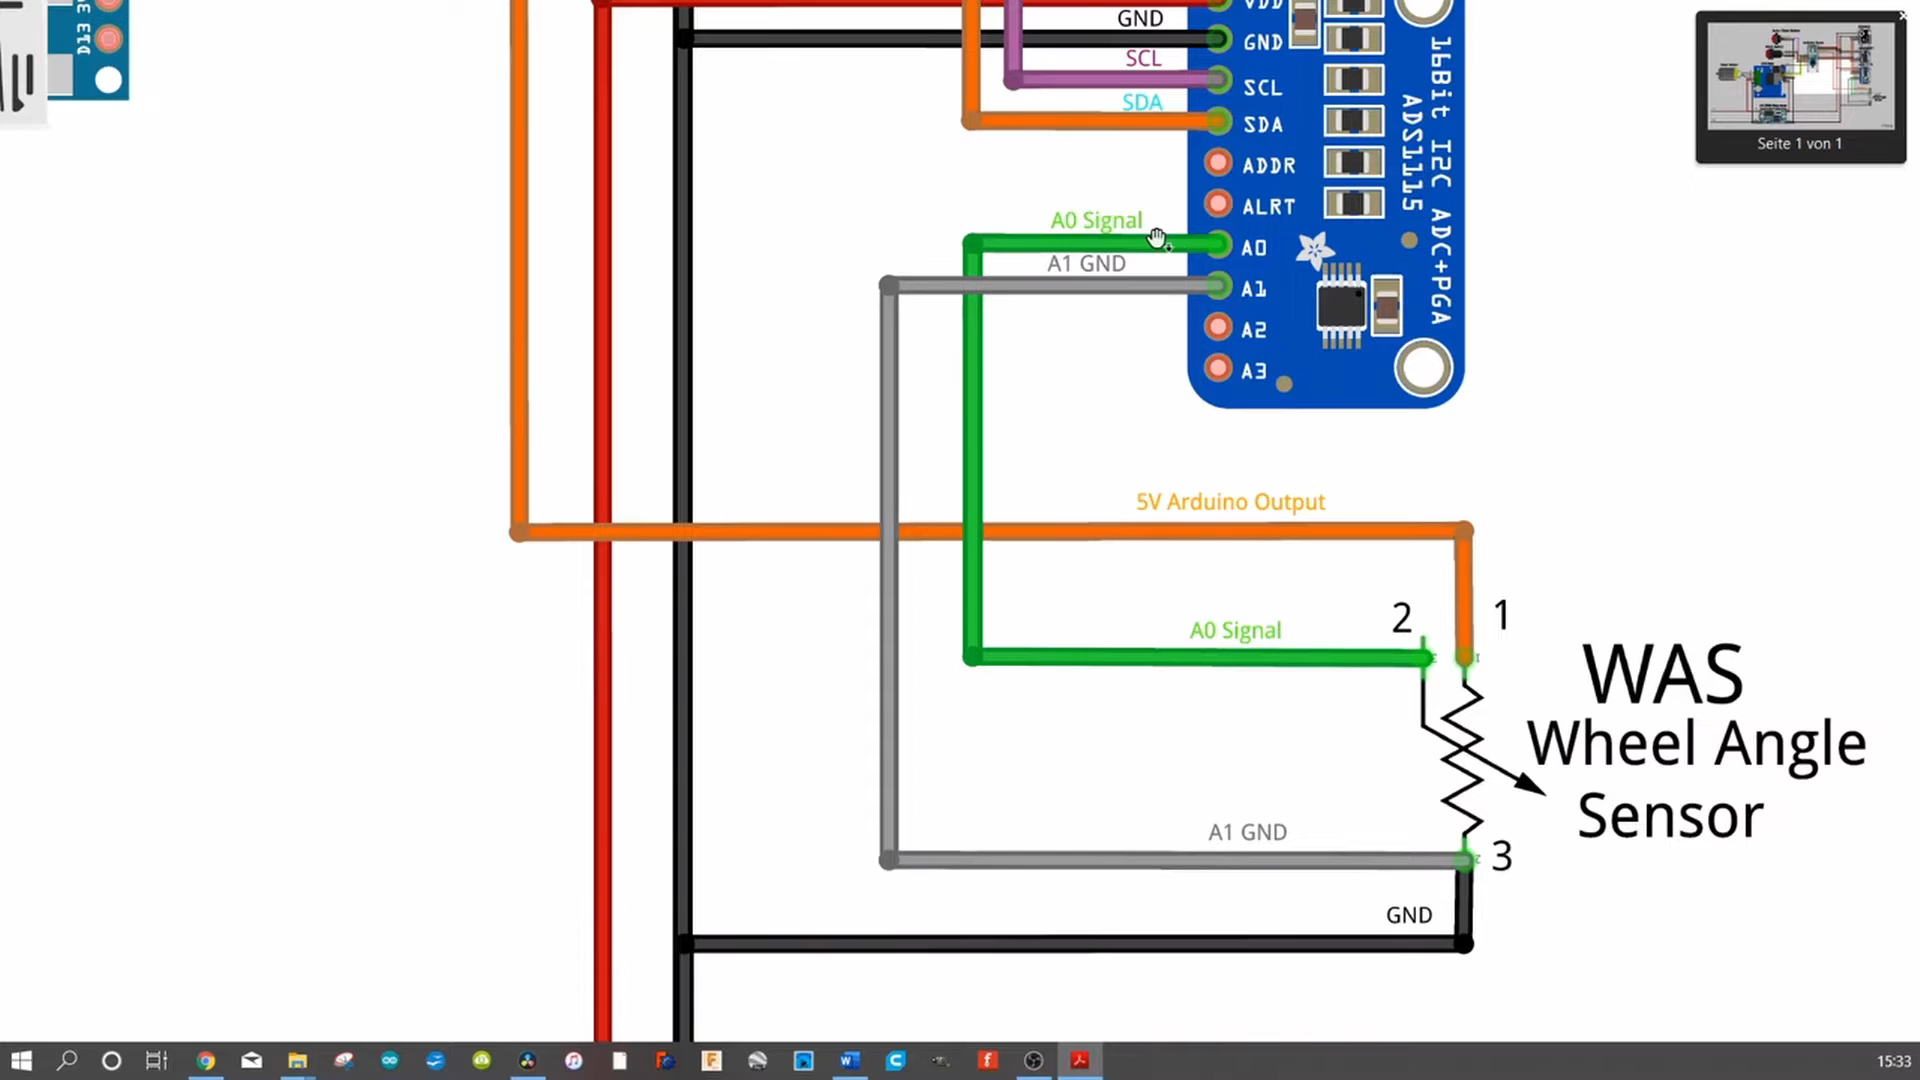 VDD
GND
GND
SCL
SCL
SDA
SDA
ADDR
ALRT
A0 Signal
A0
A1 GND
A1
A2
A3
16Bit I2C ADC+PGA
ADS1115
Seite 1 von 1
5V Arduino Output
A0 Signal
2
1
WAS
Wheel Angle
Sensor
A1 GND
3
GND
15:33